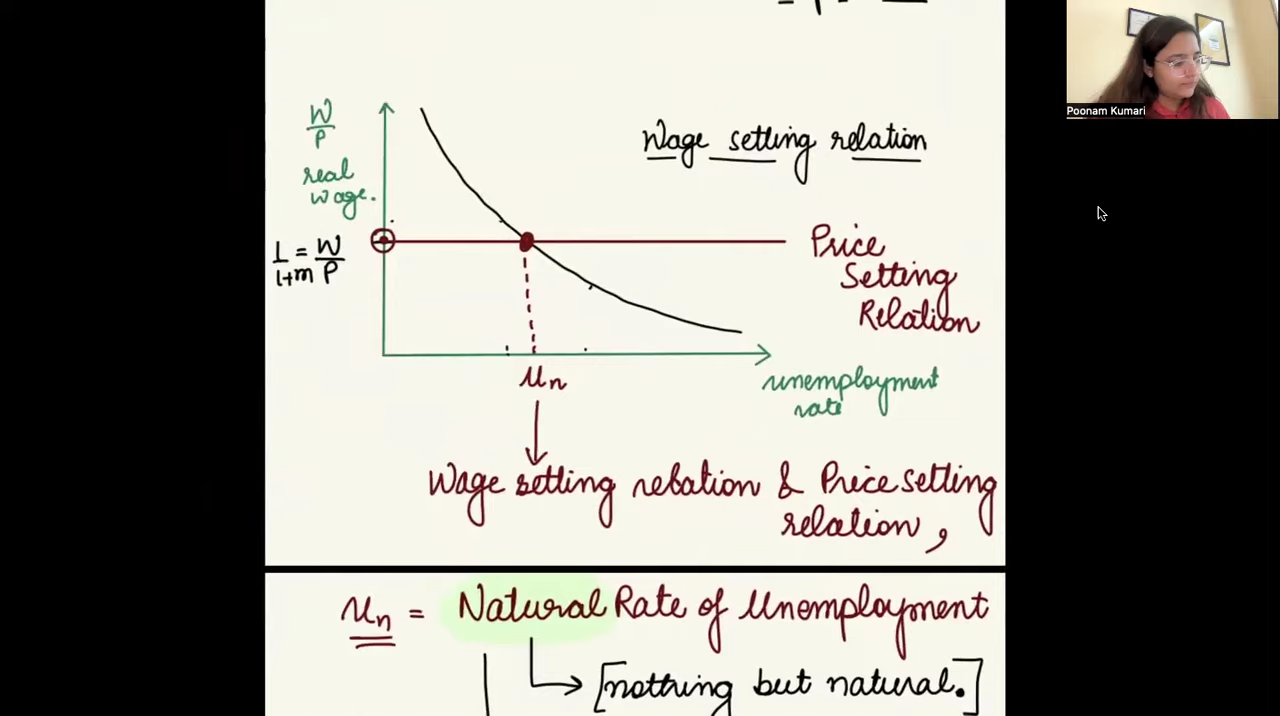 W
P
real
wage.
Wage setting relation
1 = W
1+m P
Price
Setting
Relation
un
unemployment
rate
Wage setting relation & Price setting
relation,
un = Natural Rate of Unemployment
[nothing but natural.]
Poonam Kumari